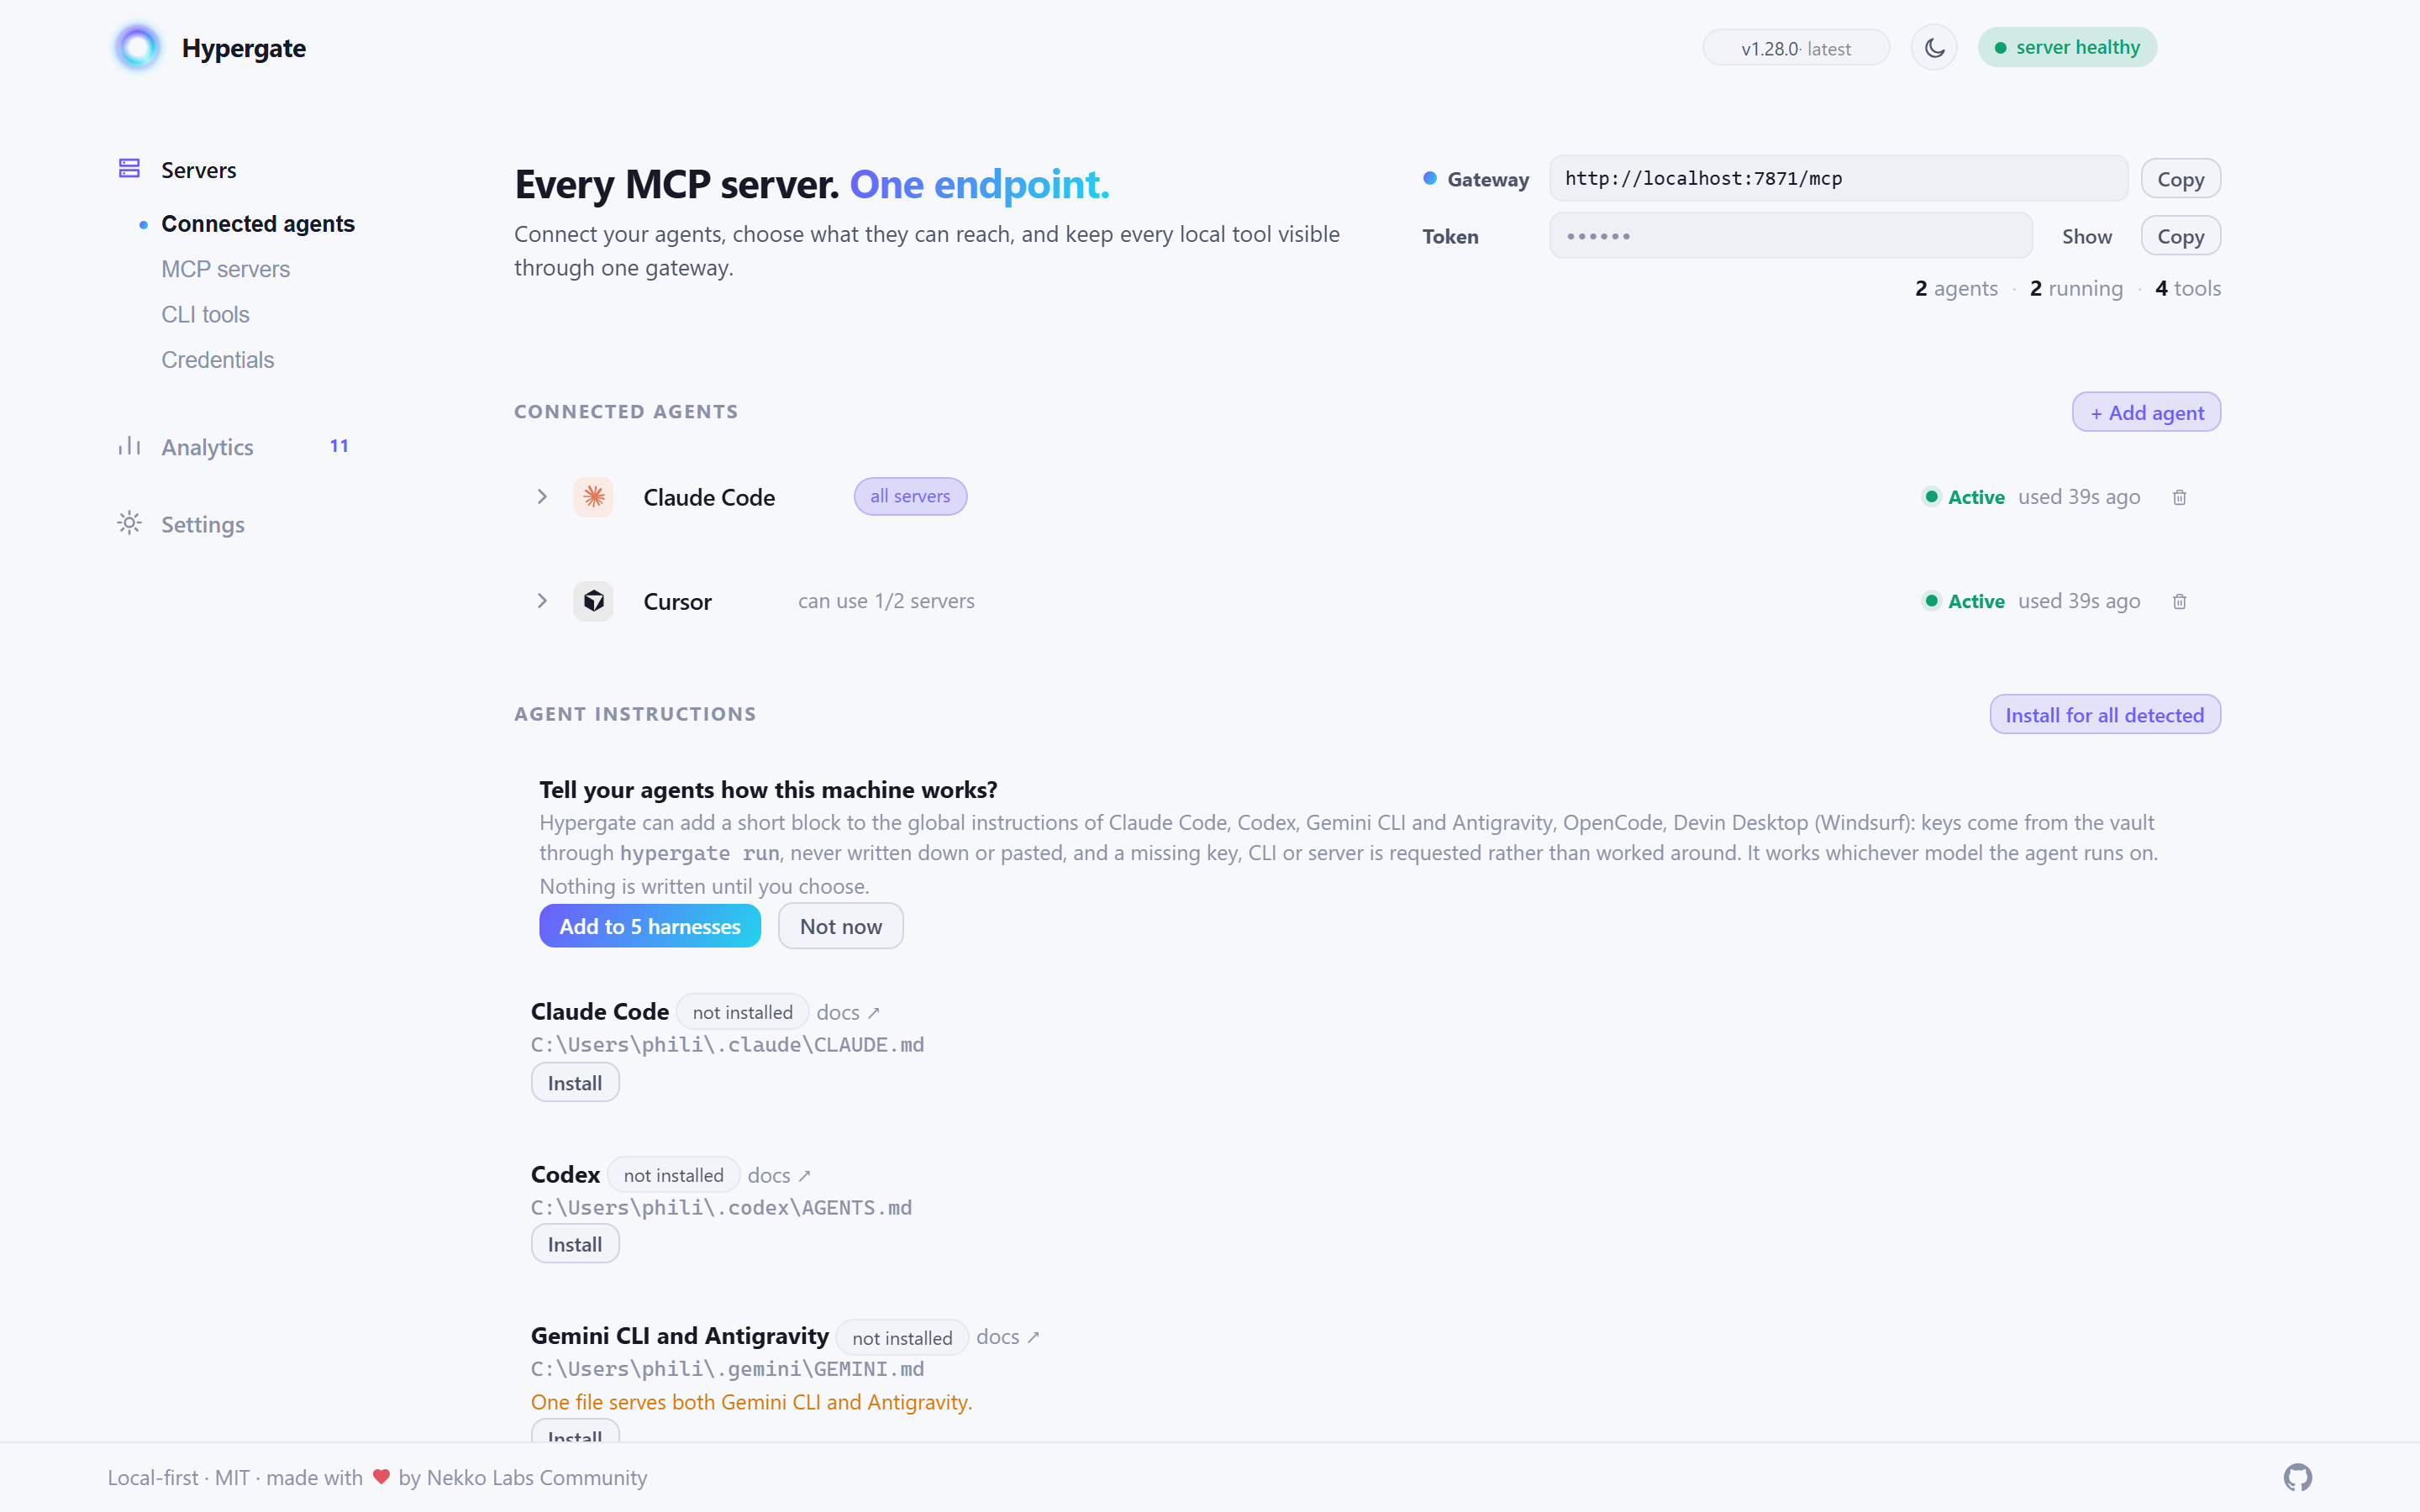 Hypergate
v1.28.0· latest
server healthy
Servers
Connected agents
MCP servers
CLI tools
Credentials
Analytics 11
Settings
Every MCP server. One endpoint.
Connect your agents, choose what they can reach, and keep every local tool visible
through one gateway.
Gateway http://localhost:7871/mcp Copy
Token •••••• Show Copy
2 agents · 2 running · 4 tools
CONNECTED AGENTS
+ Add agent
Claude Code all servers Active used 39s ago
Cursor can use 1/2 servers Active used 39s ago
AGENT INSTRUCTIONS
Install for all detected
Tell your agents how this machine works?
Hypergate can add a short block to the global instructions of Claude Code, Codex, Gemini CLI and Antigravity, OpenCode, Devin Desktop (Windsurf): keys come from the vault
through hypergate run, never written down or pasted, and a missing key, CLI or server is requested rather than worked around. It works whichever model the agent runs on.
Nothing is written until you choose.
Add to 5 harnesses Not now
Claude Code not installed docs ↗
C:\Users\phili\.claude\CLAUDE.md
Install
Codex not installed docs ↗
C:\Users\phili\.codex\AGENTS.md
Install
Gemini CLI and Antigravity not installed docs ↗
C:\Users\phili\.gemini\GEMINI.md
One file serves both Gemini CLI and Antigravity.
Install
Local-first · MIT · made with ❤ by Nekko Labs Community